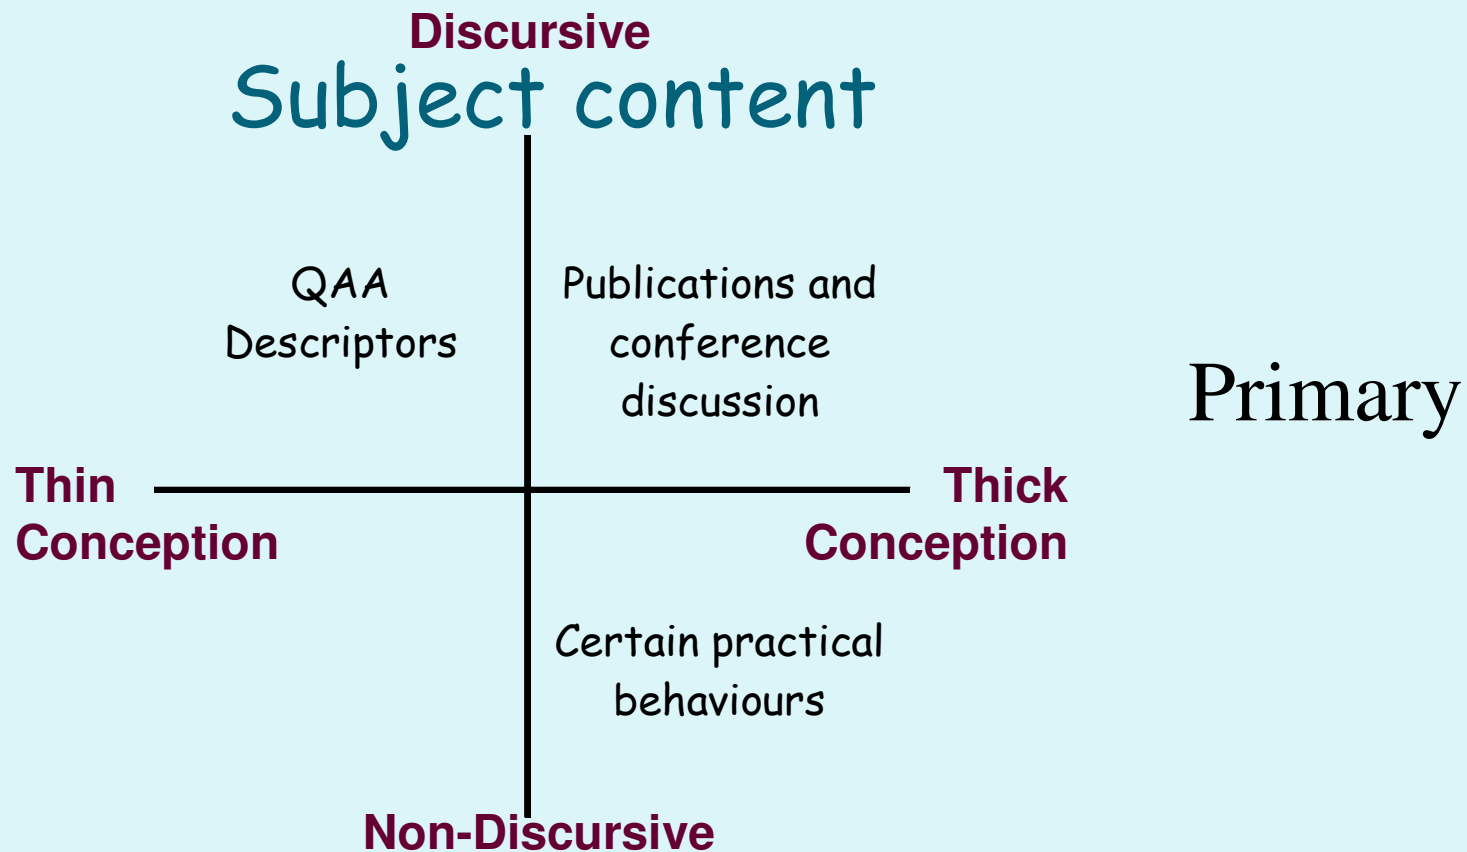 Discursive
Subject content
QAA
Descriptors
Publications and
conference
discussion
Primary
Thin
Conception
Thick
Conception
Certain practical
behaviours
Non-Discursive